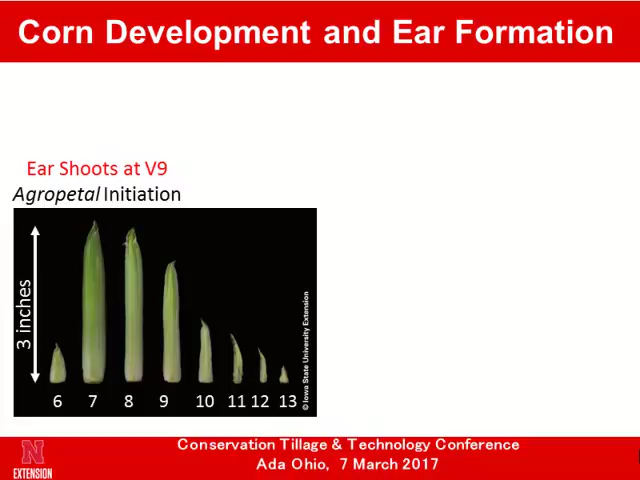 Corn Development and Ear Formation
Ear Shoots at V9
Agropetal Initiation
3 inches
© Iowa State University Extension
6 7 8 9 10 11 12 13
N
EXTENSION
Conservation Tillage & Technology Conference
Ada Ohio, 7 March 2017